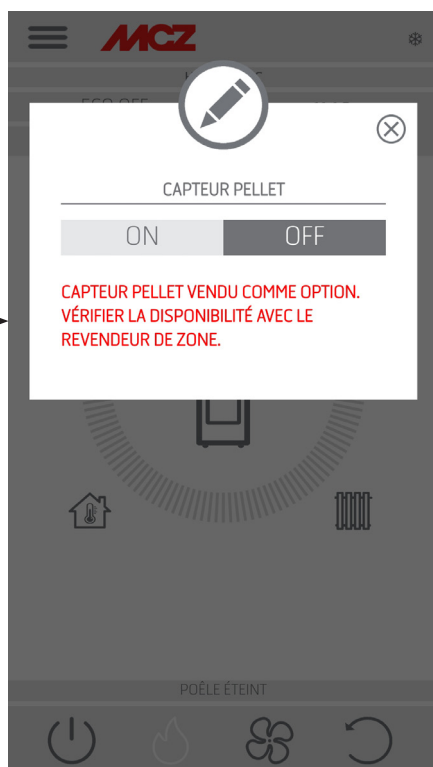 MCZ
CAPTEUR PELLET
ON OFF
CAPTEUR PELLET VENDU COMME OPTION.
VÉRIFIER LA DISPONIBILITÉ AVEC LE
REVENDEUR DE ZONE.
POÊLE ÉTEINT